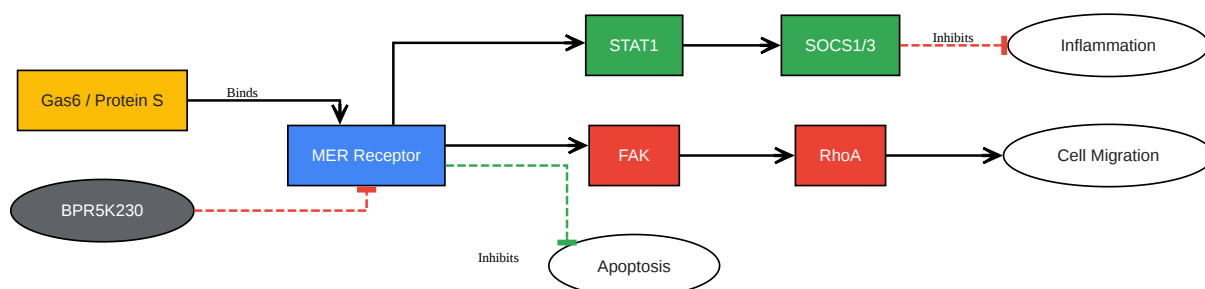 STAT1
SOCS1/3
Inhibits
Inflammation
Gas6 / Protein S
Binds
MER Receptor
FAK
RhoA
Cell Migration
BPR5K230
Inhibits
Apoptosis